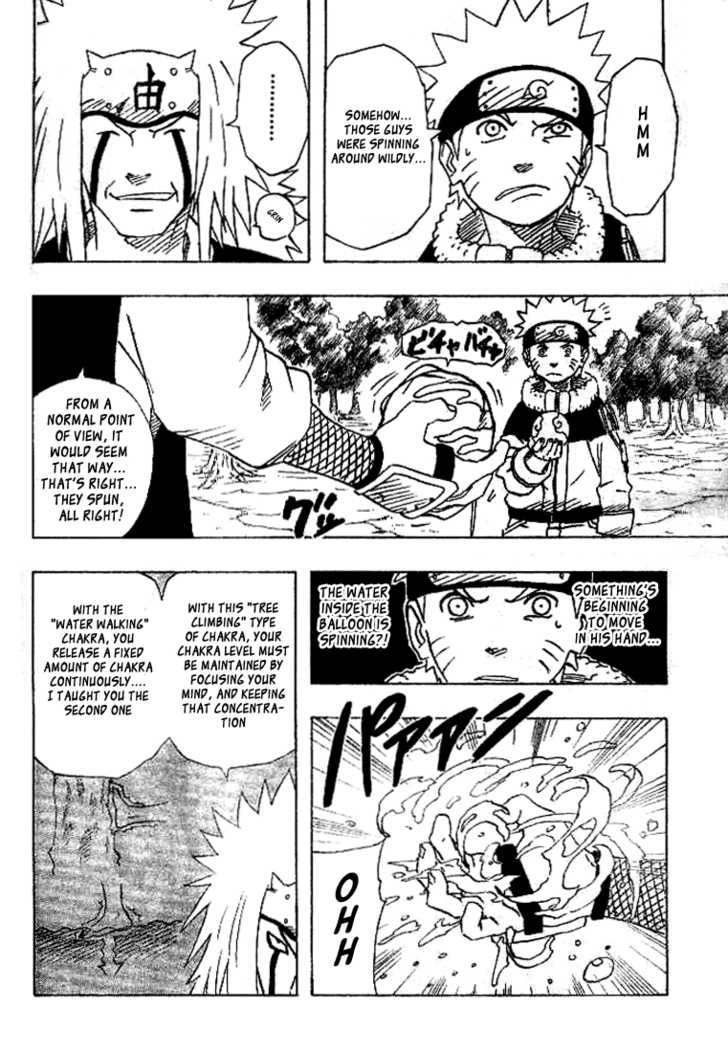 HMM
SOMEHOW...
THOSE GUYS
WERE SPINNING
AROUND WILDLY...
.........
GRIN
由
ビチャバチャ
FROM A
NORMAL POINT
OF VIEW, IT
WOULD SEEM
THAT WAY...
THAT'S RIGHT...
THEY SPUN,
ALL RIGHT!
グッ
SOMETHING'S
BEGINNING
TO MOVE
IN HIS HAND...
THE WATER
INSIDE THE
BALLOON IS
SPINNING?!
パアアン
OHH
WITH THIS "TREE
CLIMBING" TYPE
OF CHAKRA, YOUR
CHAKRA LEVEL MUST
BE MAINTAINED BY
FOCUSING YOUR
MIND, AND KEEPING
THAT CONCENTRA-
TION
WITH THE
"WATER WALKING"
CHAKRA, YOU
RELEASE A FIXED
AMOUNT OF CHAKRA
CONTINUOUSLY....
I TAUGHT YOU THE
SECOND ONE